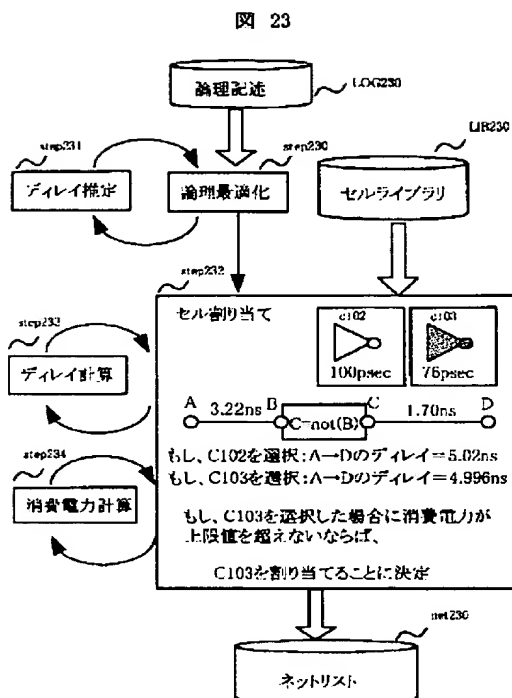 図 23
論理記述
LOG230
LIB230
step231
step230
ディレイ推定
論理最適化
セルライブラリ
step232
セル割り当て
c102
c103
100psec
76psec
step233
ディレイ計算
A
3.22ns
B
C=not(B)
C
1.70ns
D
もし、C102を選択:A→Dのディレイ=5.02ns
もし、C103を選択:A→Dのディレイ=4.996ns
step234
消費電力計算
もし、C103を選択した場合に消費電力が
上限値を超えないならば、
C103を割り当てることに決定
net230
ネットリスト